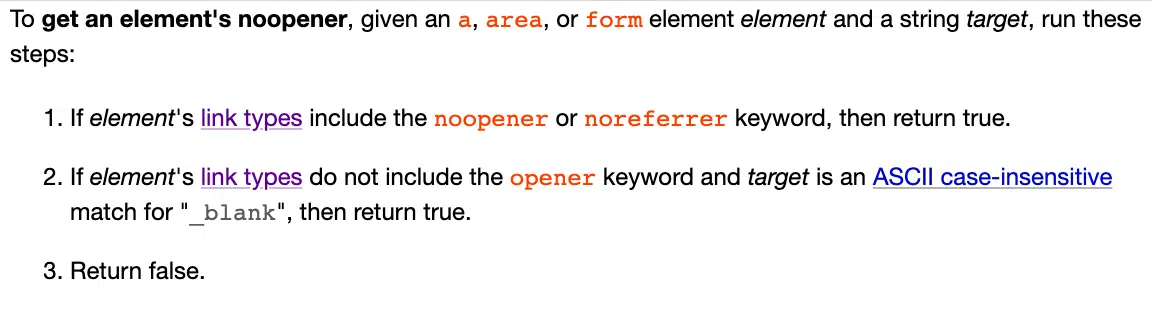 To get an element's noopener, given an a, area, or form element element and a string target, run these
steps:
1. If element's link types include the noopener or noreferrer keyword, then return true.
2. If element's link types do not include the opener keyword and target is an ASCII case-insensitive
match for "_blank", then return true.
3. Return false.